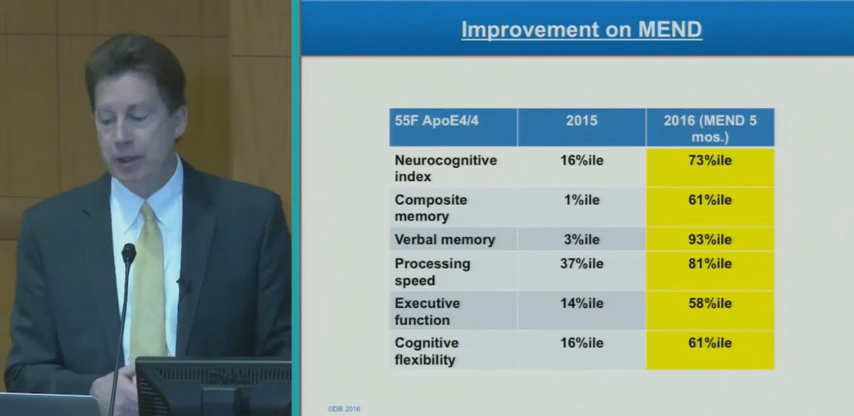 Improvement on MEND
55F ApoE4/4 2015 2016 (MEND 5
mos.)
Neurocognitive 16%ile 73%ile
index
Composite 1%ile 61%ile
memory
Verbal memory 3%ile 93%ile
Processing 37%ile 81%ile
speed
Executive 14%ile 58%ile
function
Cognitive 16%ile 61%ile
flexibility
©DB 2016